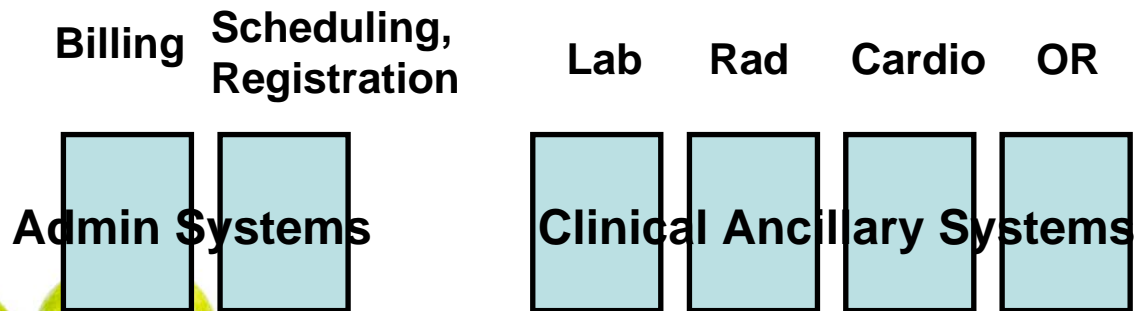 Billing
Scheduling,
Registration
Lab
Rad
Cardio
OR
Admin Systems
Clinical Ancillary Systems